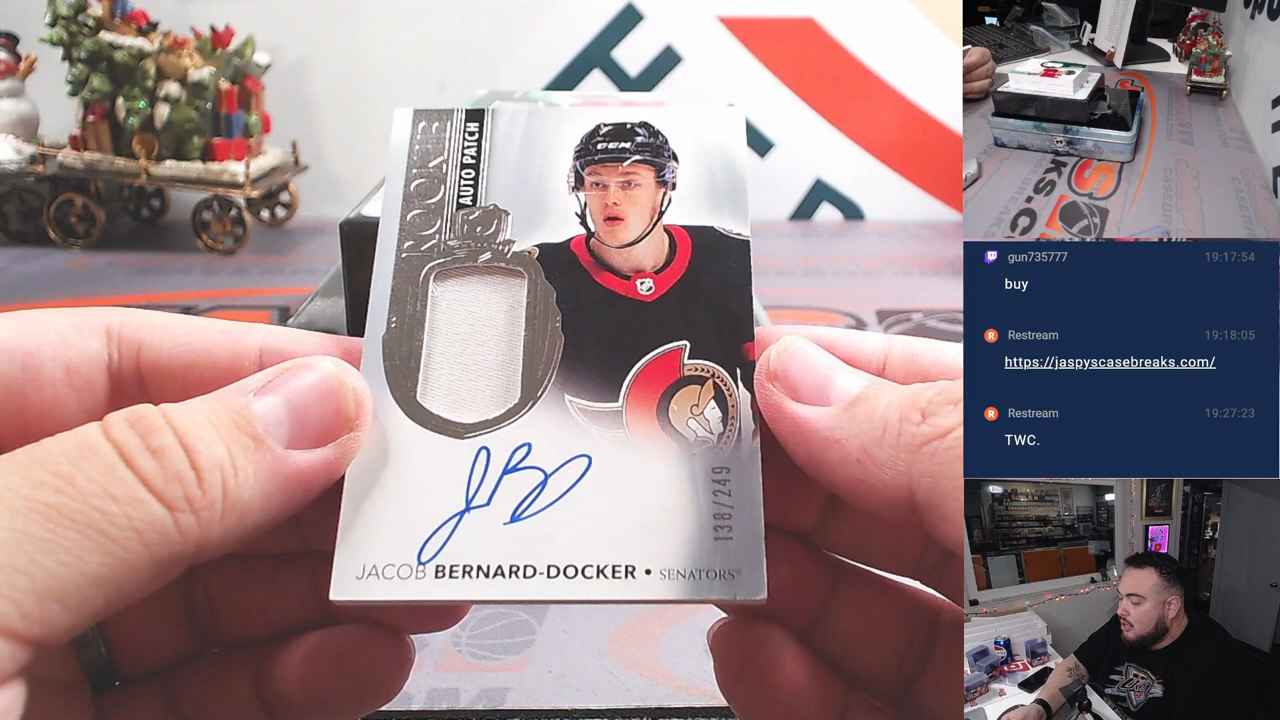 ROOKIE
AUTO PATCH
CCM
138/249
JACOB BERNARD-DOCKER • SENATORS
gun735777 19:17:54
buy
Restream 19:18:05
https://jaspyscasebreaks.com/
Restream 19:27:23
TWC.